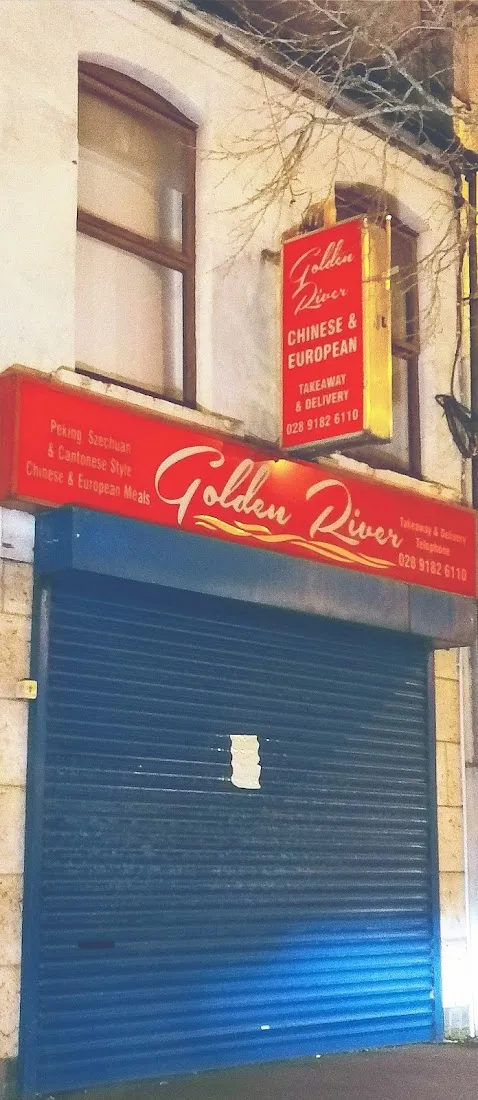 Golden
River
CHINESE &
EUROPEAN
TAKEAWAY
& DELIVERY
028 9182 6110
Peking Szechuan
& Cantonese Style
Chinese & European Meals
Golden River
Takeaway & Delivery
Telephone
028 9182 6110